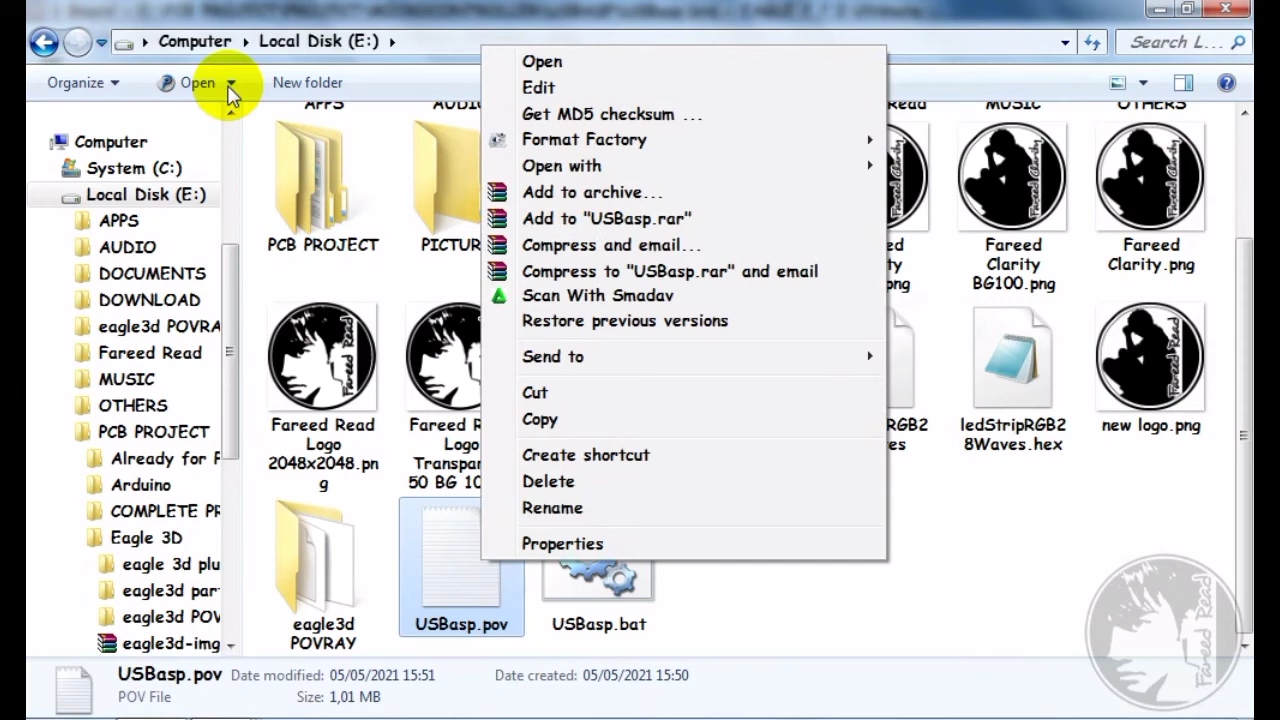 Computer
Local Disk (E:)
Search L...
Organize
Open
New folder
Computer
System (C:)
Local Disk (E:)
APPS
AUDIO
DOCUMENTS
DOWNLOAD
eagle3d POVRA
Fareed Read
MUSIC
OTHERS
PCB PROJECT
Already for P
Arduino
COMPLETE PR
Eagle 3D
eagle 3d plu
eagle3d par
eagle3d POV
eagle3d-img
APPS
MUSIC
OTHERS
PCB PROJECT
PICTUR
Fareed
Clarity
BG100.png
Fareed
Clarity.png
Fareed Read
Logo
2048x2048.pn
g
Fareed R
Logo
Transpa
50 BG 10
ledStripRGB2
8Waves.hex
new logo.png
eagle3d
POVRAY
USBasp.pov
USBasp.bat
Open
Edit
Get MD5 checksum ...
Format Factory
Open with
Add to archive...
Add to "USBasp.rar"
Compress and email...
Compress to "USBasp.rar" and email
Scan With Smadav
Restore previous versions
Send to
Cut
Copy
Create shortcut
Delete
Rename
Properties
USBasp.pov
Date modified: 05/05/2021 15:51
Date created: 05/05/2021 15:50
POV File
Size: 1,01 MB
Fareed Read